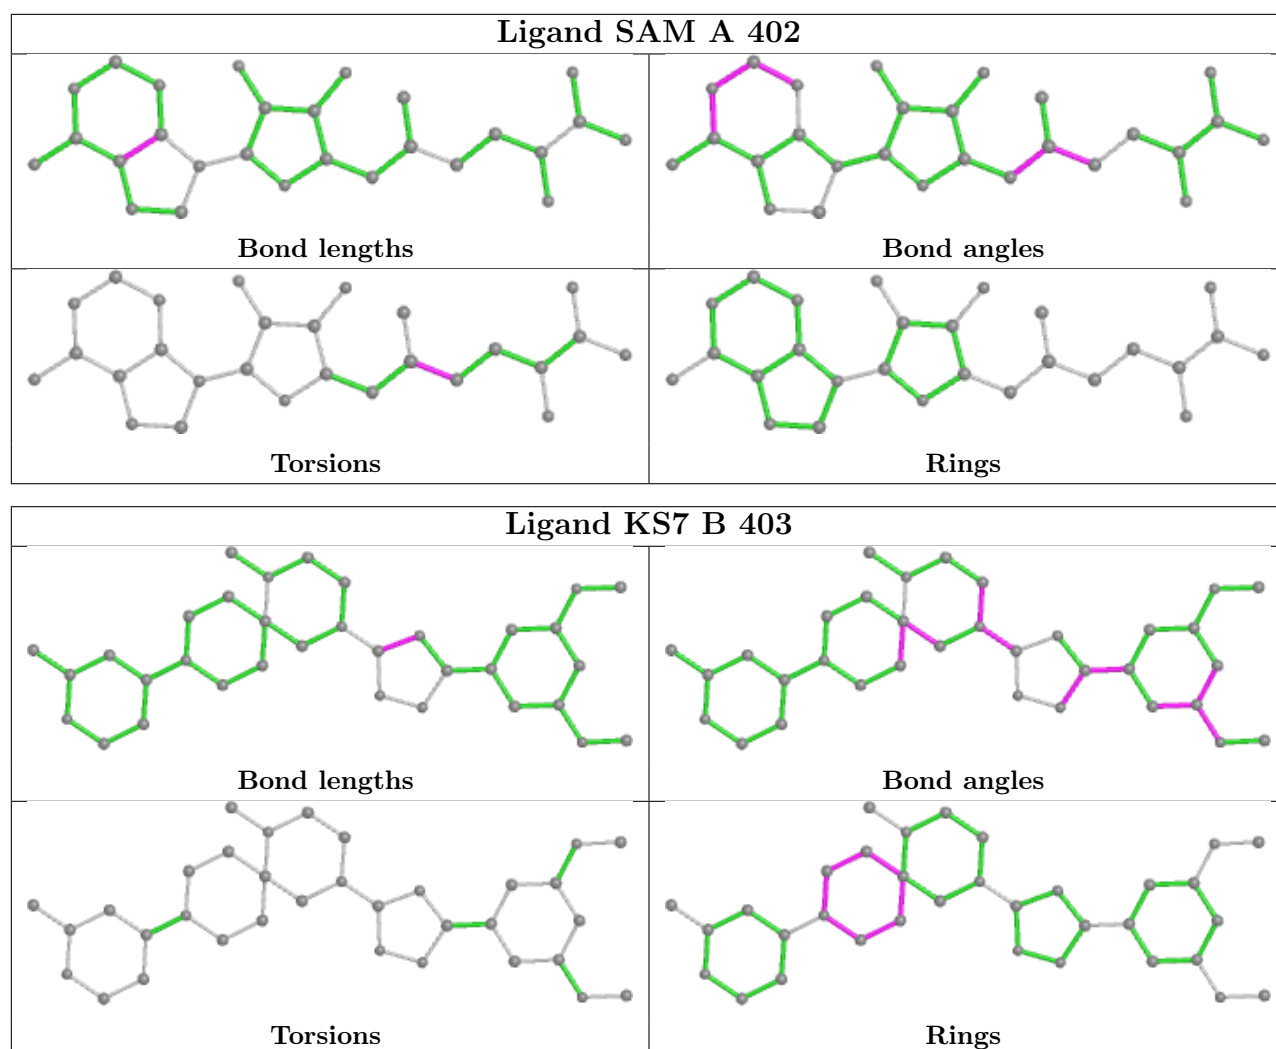 Ligand SAM A 402
Bond lengths
Bond angles
Torsions
Rings
Ligand KS7 B 403
Bond lengths
Bond angles
Torsions
Rings